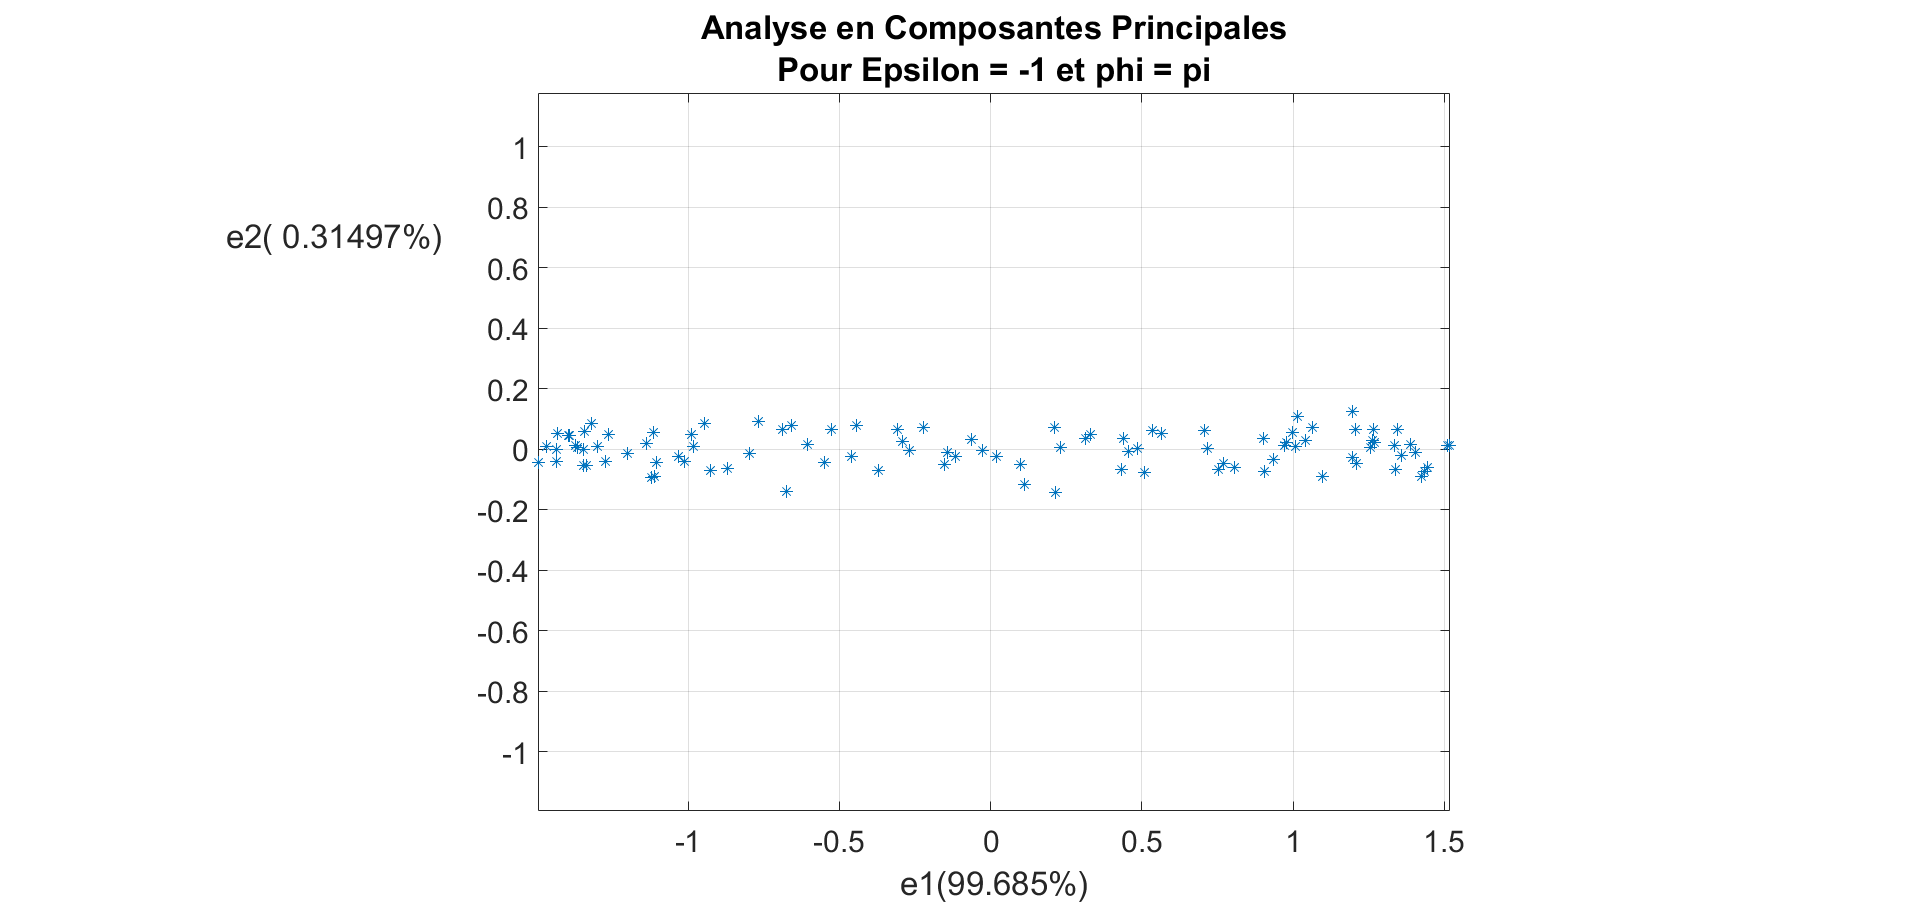 Analyse en Composantes Principales
Pour Epsilon = -1 et phi = pi
1
0.8
e2( 0.31497%)
0.6
0.4
0.2
0
-0.2
-0.4
-0.6
-0.8
-1
-1 -0.5 0 0.5 1 1.5
e1(99.685%)